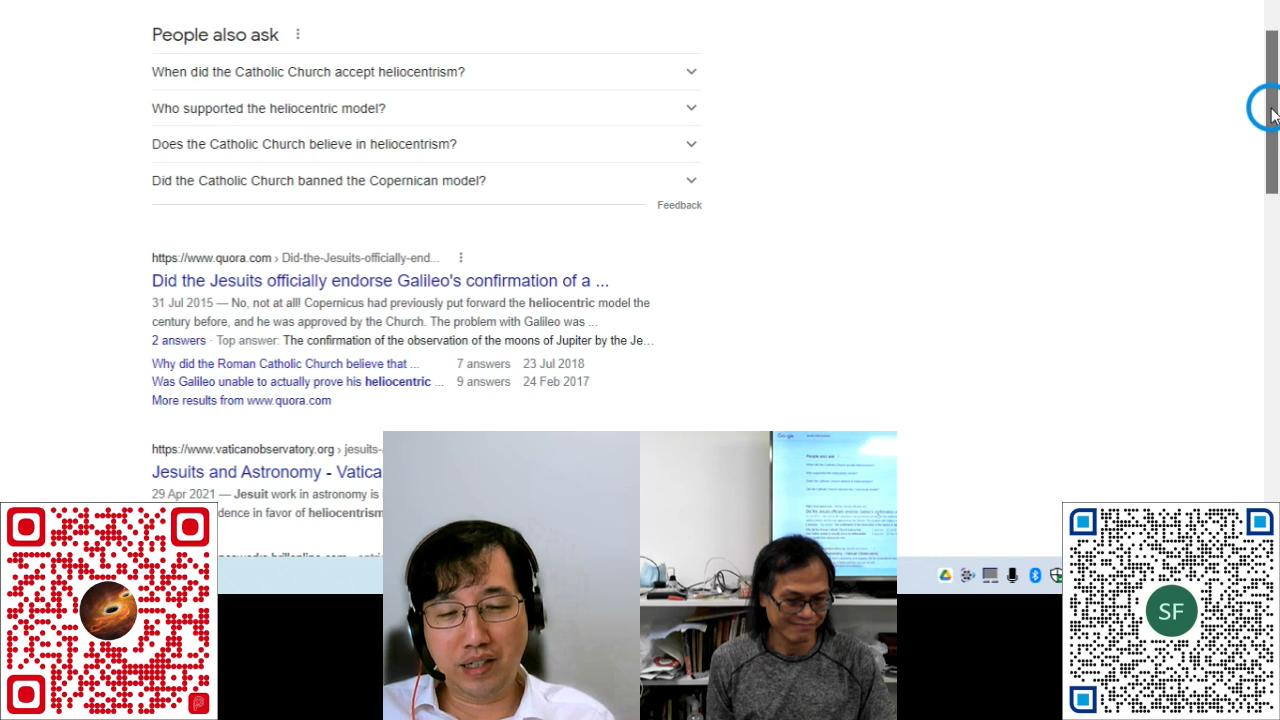 People also ask
When did the Catholic Church accept heliocentrism?
Who supported the heliocentric model?
Does the Catholic Church believe in heliocentrism?
Did the Catholic Church banned the Copernican model?
Feedback
https://www.quora.com › Did-the-Jesuits-officially-end...
Did the Jesuits officially endorse Galileo's confirmation of a ...
31 Jul 2015 — No, not at all! Copernicus had previously put forward the heliocentric model the
century before, and he was approved by the Church. The problem with Galileo was ...
2 answers · Top answer: The confirmation of the observation of the moons of Jupiter by the Je...
Why did the Roman Catholic Church believe that ... 7 answers 23 Jul 2018
Was Galileo unable to actually prove his heliocentric ... 9 answers 24 Feb 2017
More results from www.quora.com
https://www.vaticanobservatory.org › jesuits-
Jesuits and Astronomy - Vatica
29 Apr 2021 — Jesuit work in astronomy is
dence in favor of heliocentrism
Google
People also ask
SF